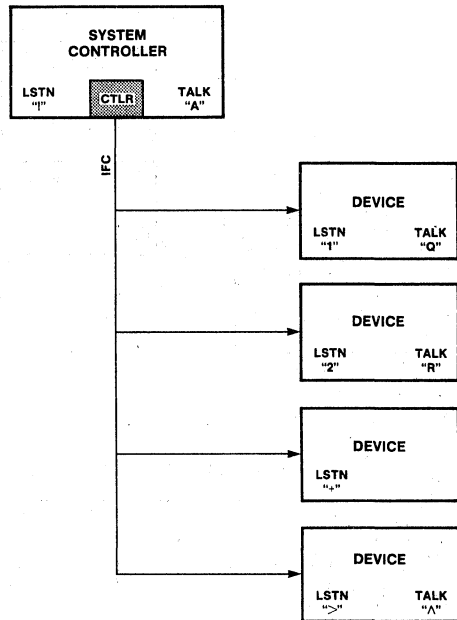 SYSTEM
CONTROLLER
LSTN
"!"
CTLR
TALK
"A"
IFC
DEVICE
LSTN
"1"
TALK
"Q"
DEVICE
LSTN
"2"
TALK
"R"
DEVICE
LSTN
"+"
DEVICE
LSTN
">"
TALK
"^"